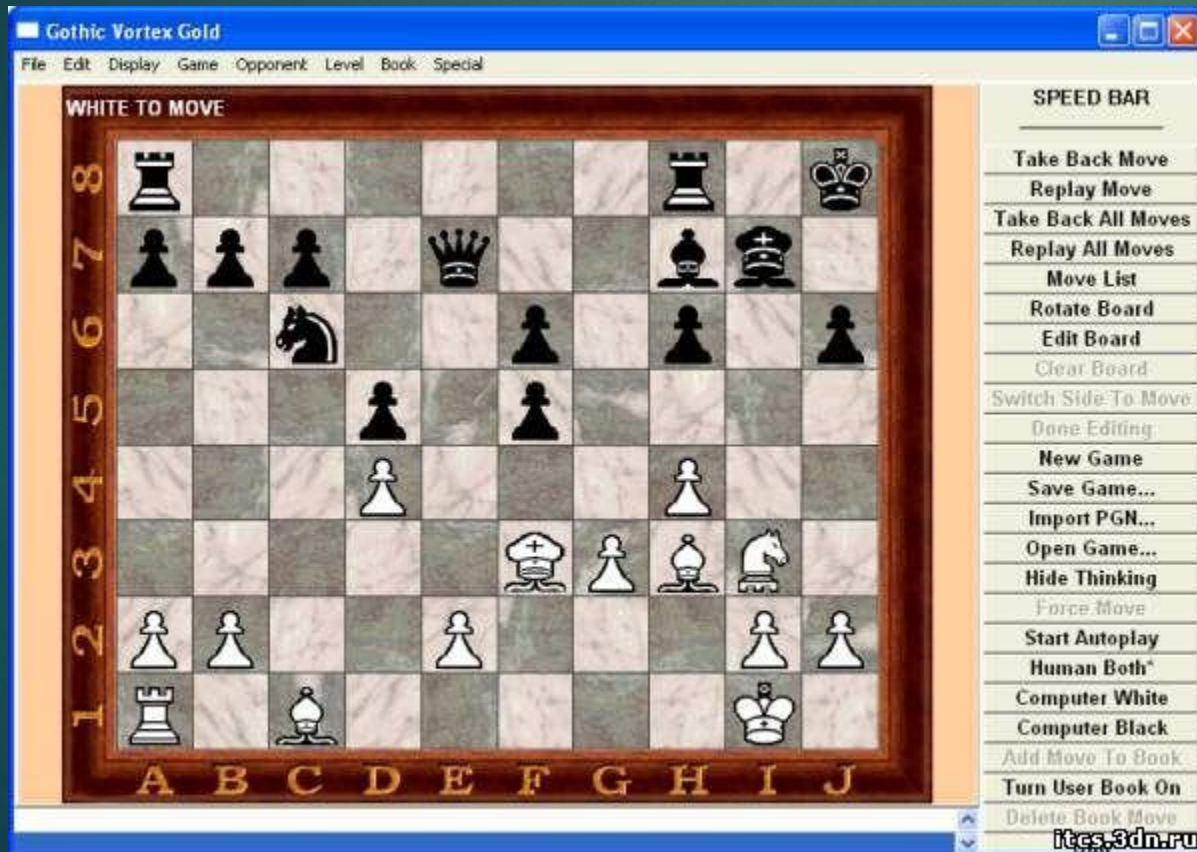 Gothic Vortex Gold
File Edit Display Game Opponent Level Book Special
WHITE TO MOVE
8
7
6
5
4
3
2
1
A B C D E F G H I J
SPEED BAR
Take Back Move
Replay Move
Take Back All Moves
Replay All Moves
Move List
Rotate Board
Edit Board
Clear Board
Switch Side To Move
Done Editing
New Game
Save Game...
Import PGN...
Open Game...
Hide Thinking
Force Move
Start Autoplay
Human Both*
Computer White
Computer Black
Add Move To Book
Turn User Book On
Delete Book Move
itcs.3dn.ru